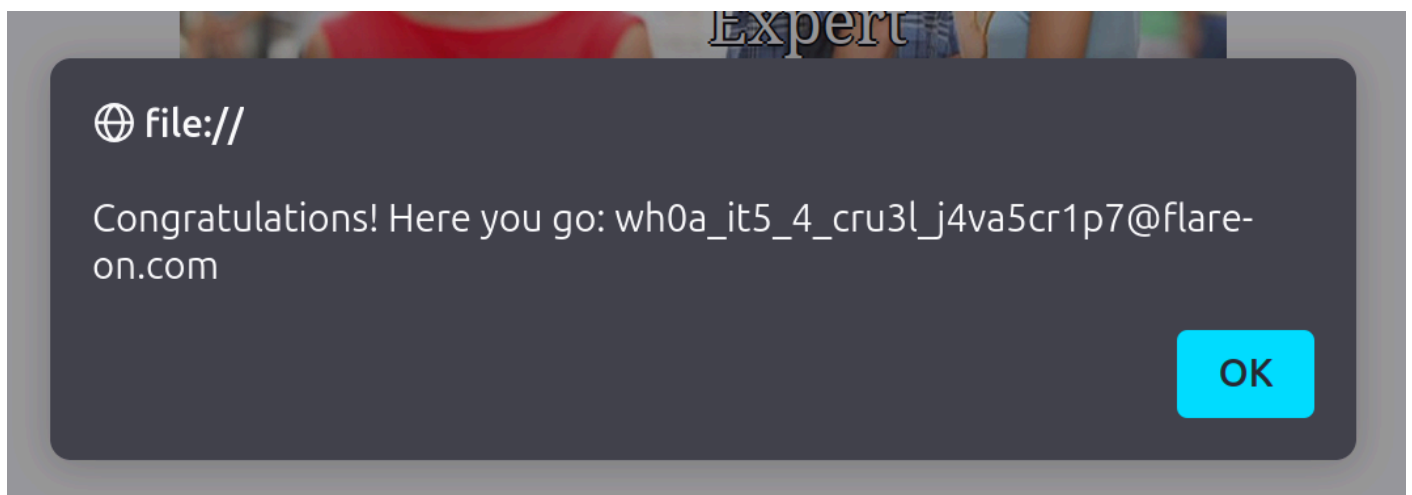 Expert
file://
Congratulations! Here you go: wh0a_it5_4_cru3l_j4va5cr1p7@flare-
on.com
OK